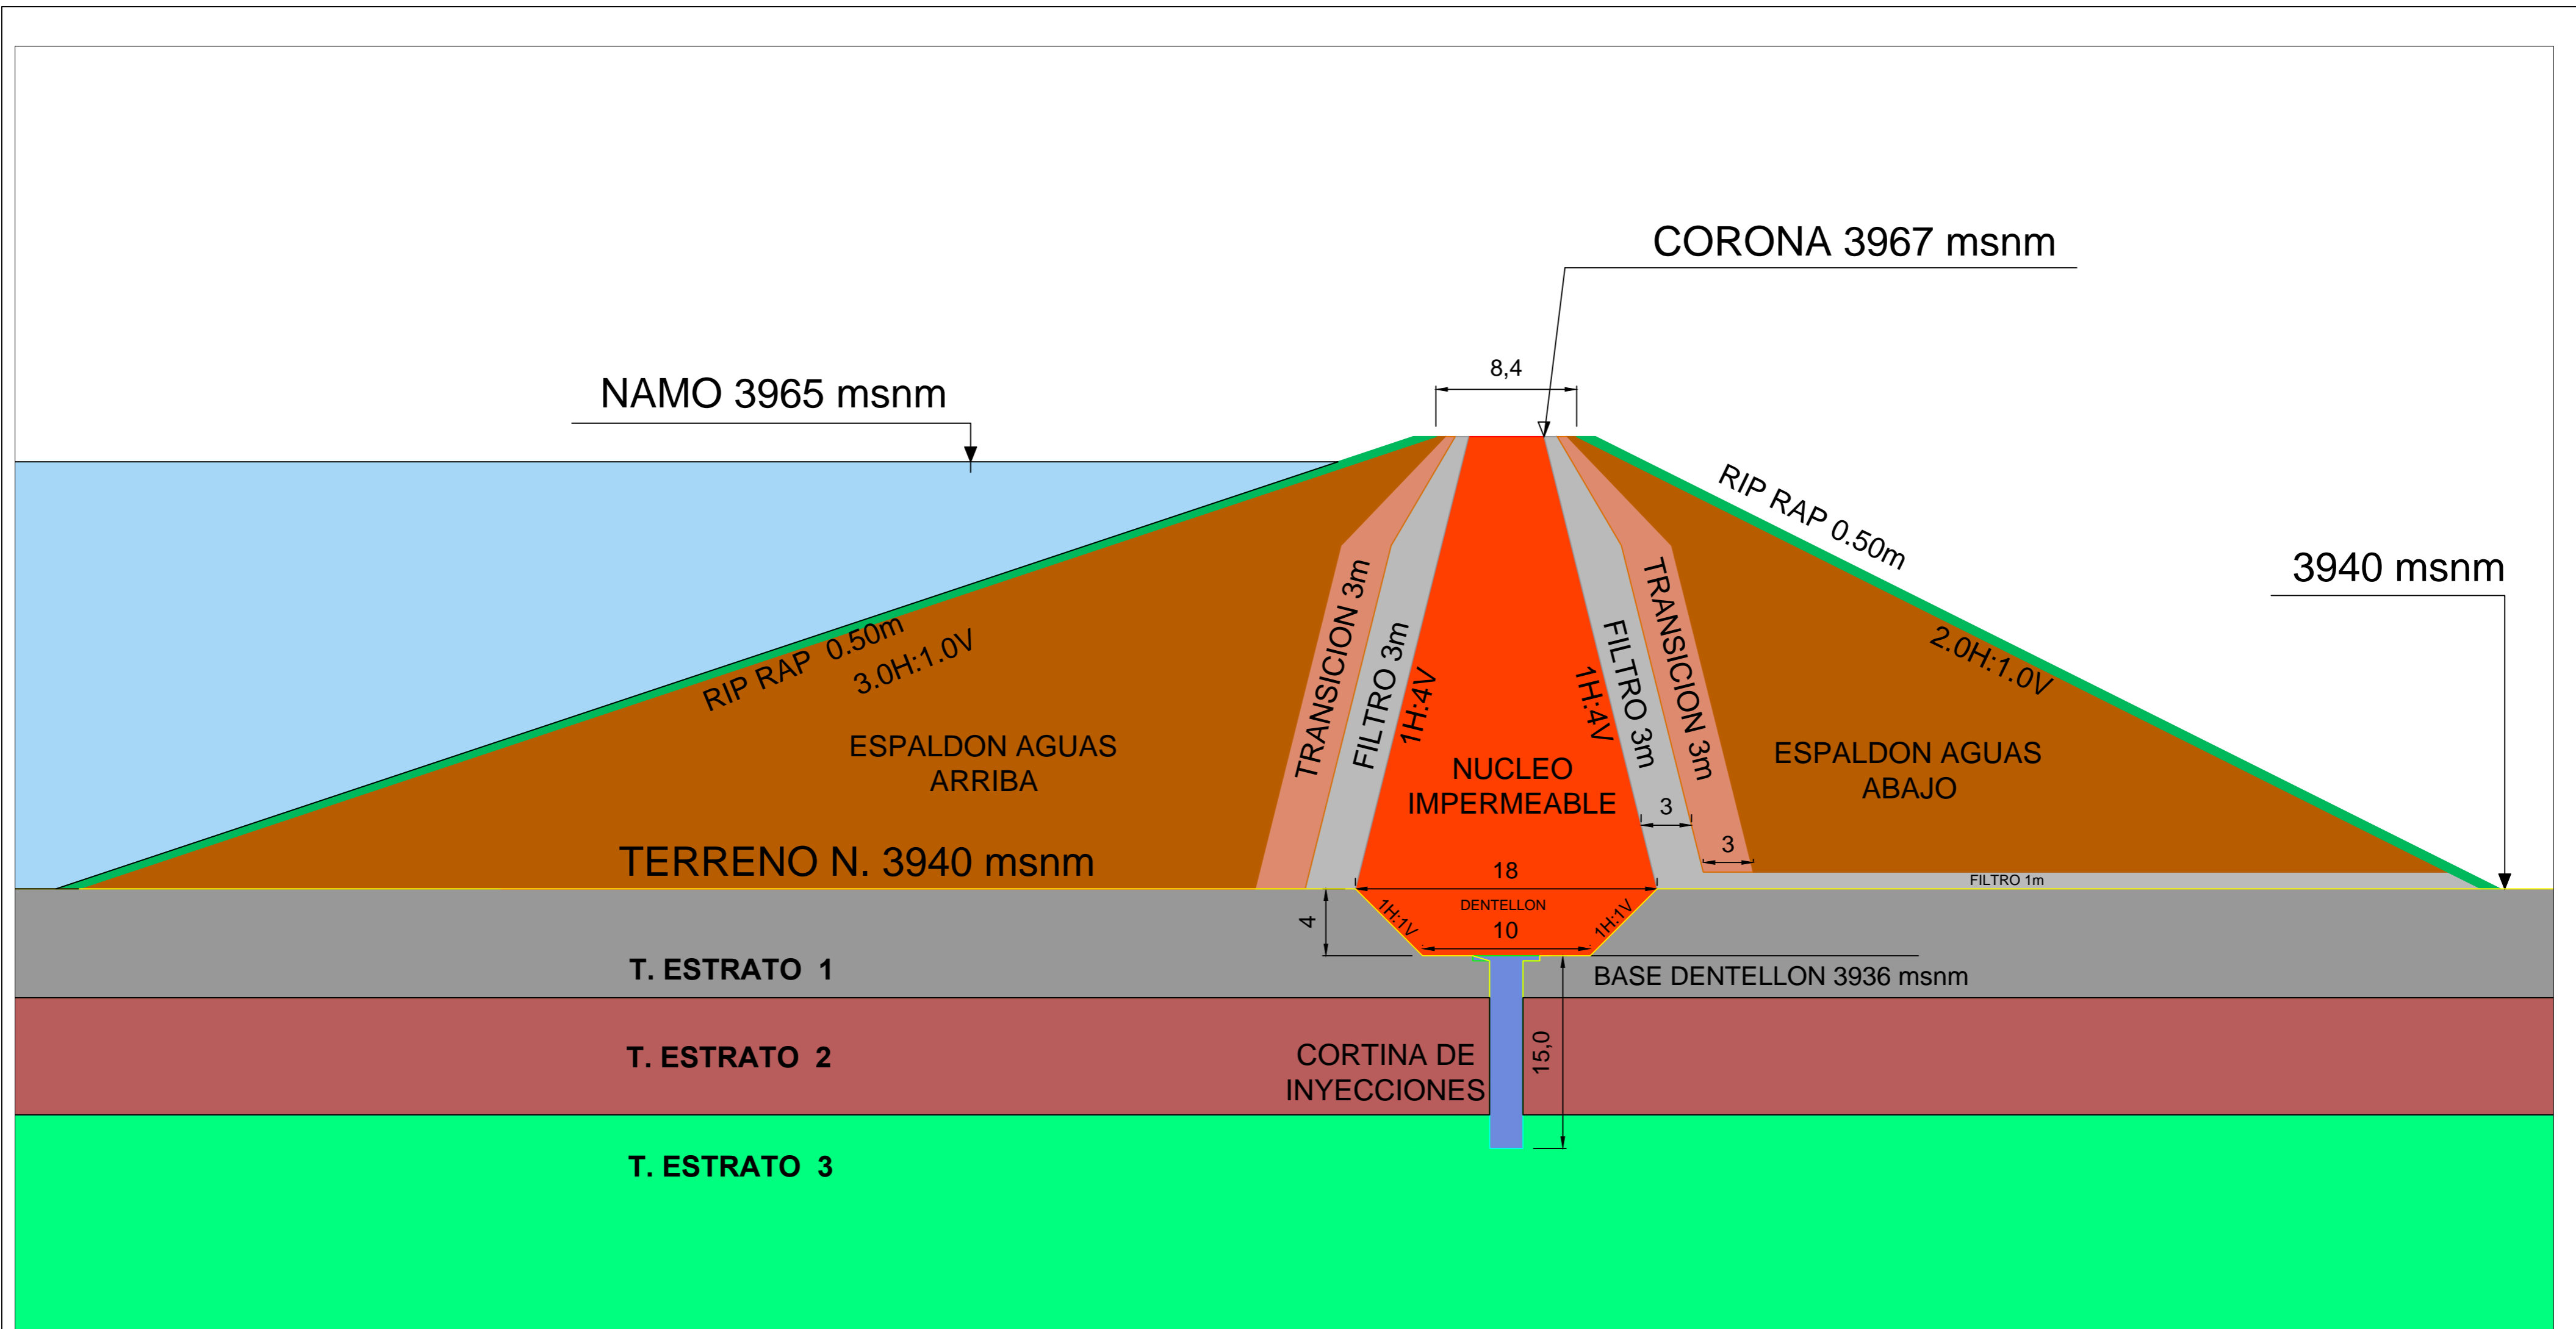 CORONA 3967 msnm
8,4
NAMO 3965 msnm
RIP RAP 0.50m
3940 msnm
RIP RAP 0.50m
3.0H:1.0V
TRANSICION 3m
FILTRO 3m
1H:4V
1H:4V
FILTRO 3m
TRANSICION 3m
2.0H:1.0V
ESPALDON AGUAS
ARRIBA
NUCLEO
IMPERMEABLE
ESPALDON AGUAS
ABAJO
3
3
TERRENO N. 3940 msnm
18
FILTRO 1m
4
1H:1V
DENTELLON
10
1H:1V
T. ESTRATO 1
BASE DENTELLON 3936 msnm
T. ESTRATO 2
CORTINA DE
INYECCIONES
15,0
T. ESTRATO 3